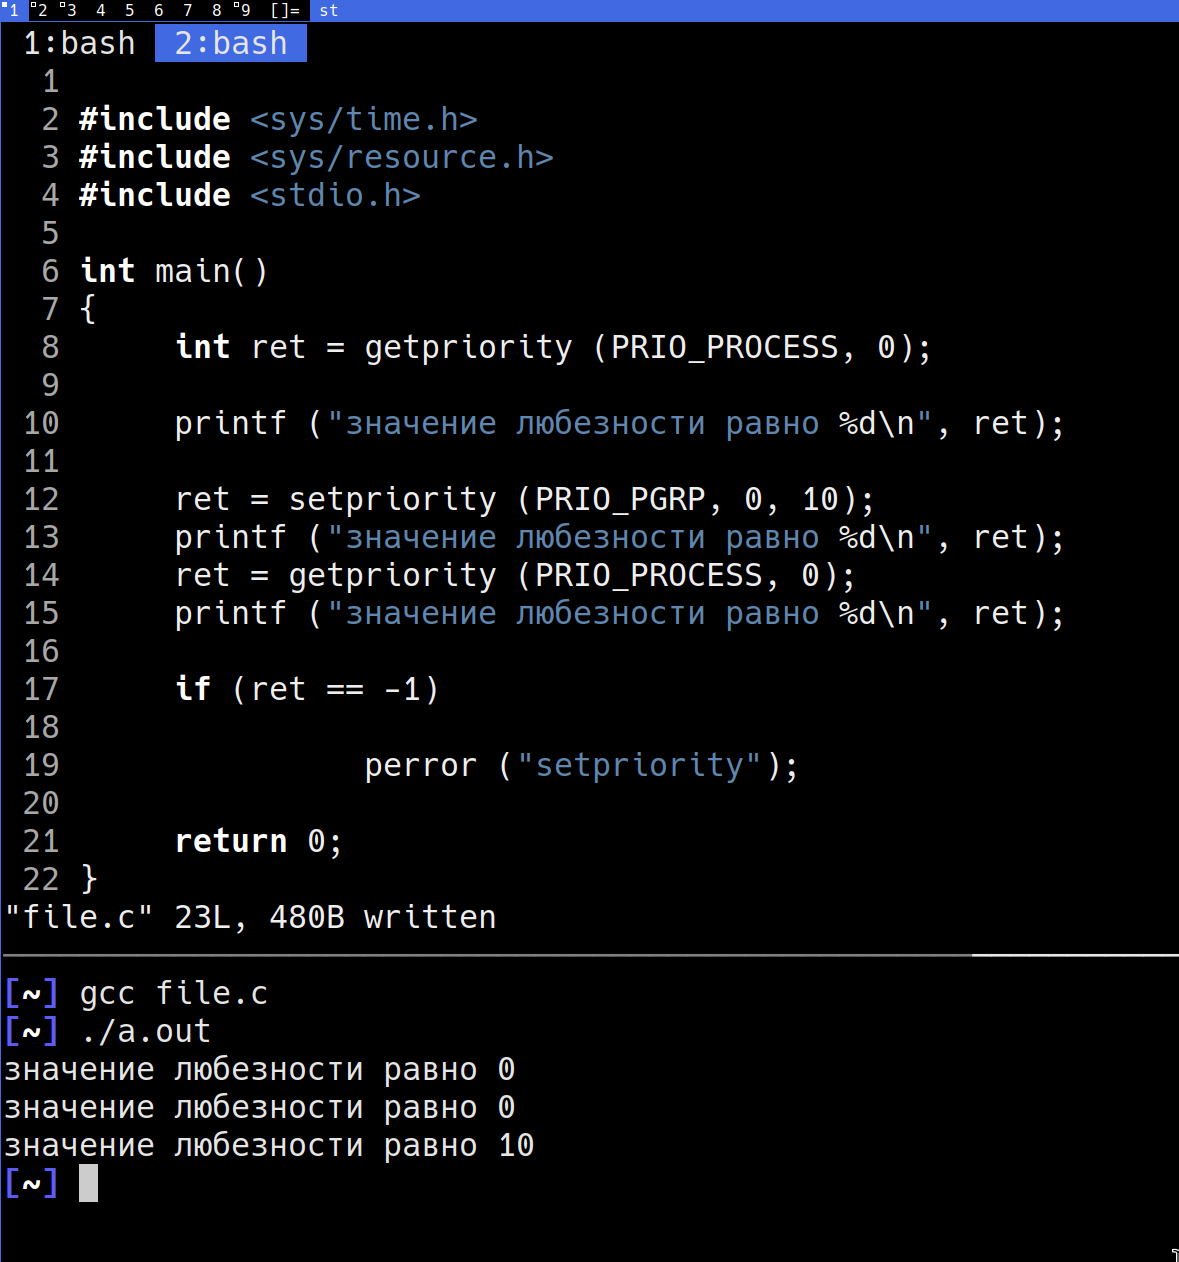 1 2 3 4 5 6 7 8 9 []= st
1:bash 2:bash
1
2 #include <sys/time.h>
3 #include <sys/resource.h>
4 #include <stdio.h>
5
6 int main()
7 {
8 int ret = getpriority (PRIO_PROCESS, 0);
9
10 printf ("значение любезности равно %d\n", ret);
11
12 ret = setpriority (PRIO_PGRP, 0, 10);
13 printf ("значение любезности равно %d\n", ret);
14 ret = getpriority (PRIO_PROCESS, 0);
15 printf ("значение любезности равно %d\n", ret);
16
17 if (ret == -1)
18
19 perror ("setpriority");
20
21 return 0;
22 }
"file.c" 23L, 480B written
[~] gcc file.c
[~] ./a.out
значение любезности равно 0
значение любезности равно 0
значение любезности равно 10
[~]